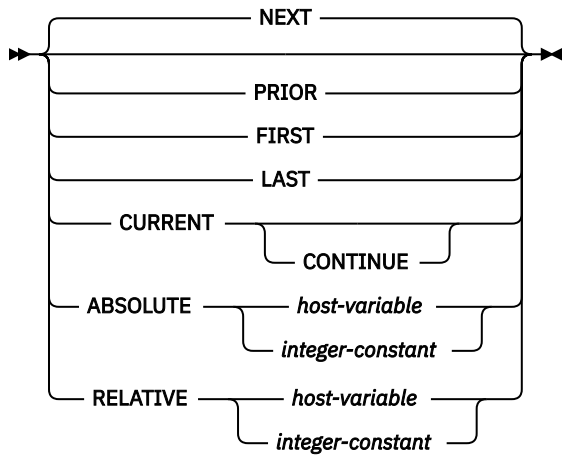 NEXT
PRIOR
FIRST
LAST
CURRENT
CONTINUE
ABSOLUTE host-variable
integer-constant
RELATIVE host-variable
integer-constant